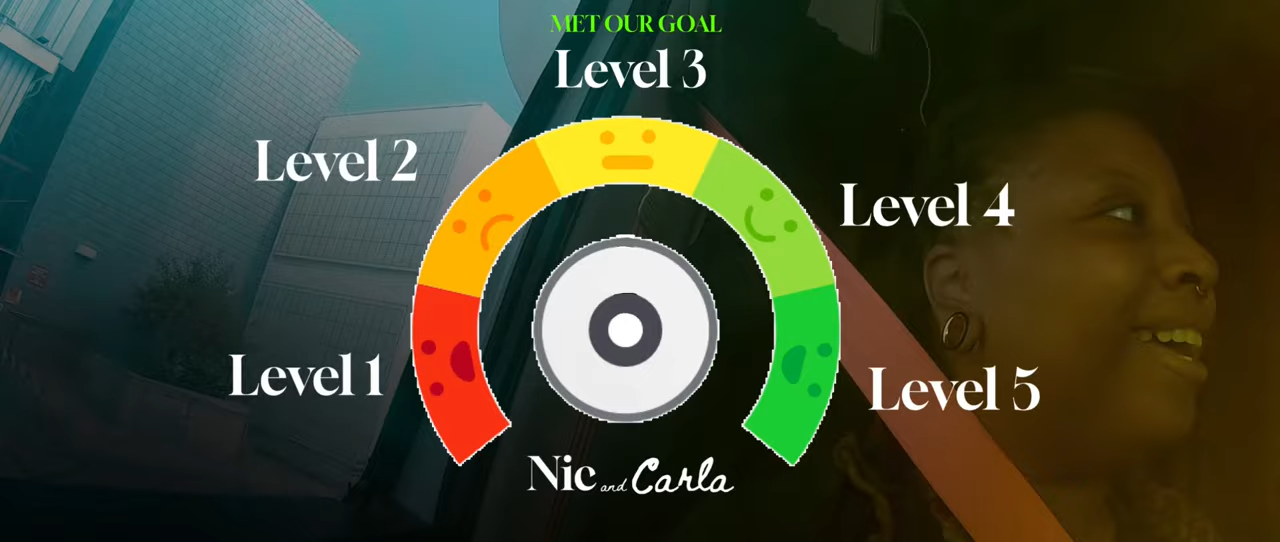 MET OUR GOAL
Level 3
Level 2
Level 4
Level 1
Level 5
Nic and Carla